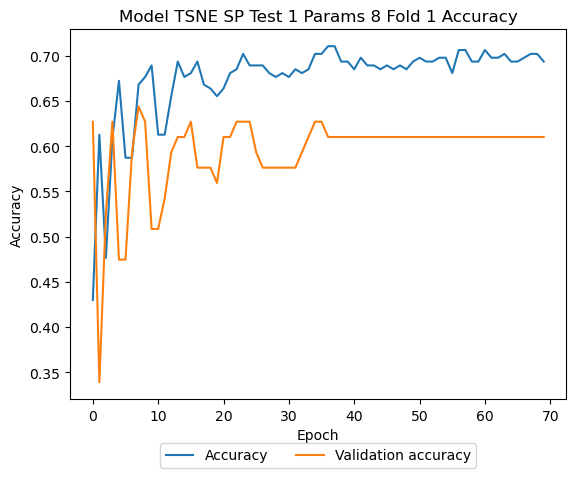 Model TSNE SP Test 1 Params 8 Fold 1 Accuracy
0.70
0.65
0.60
0.55
0.50
0.45
0.40
0.35
Accuracy
0 10 20 30 40 50 60 70
Epoch
Accuracy Validation accuracy